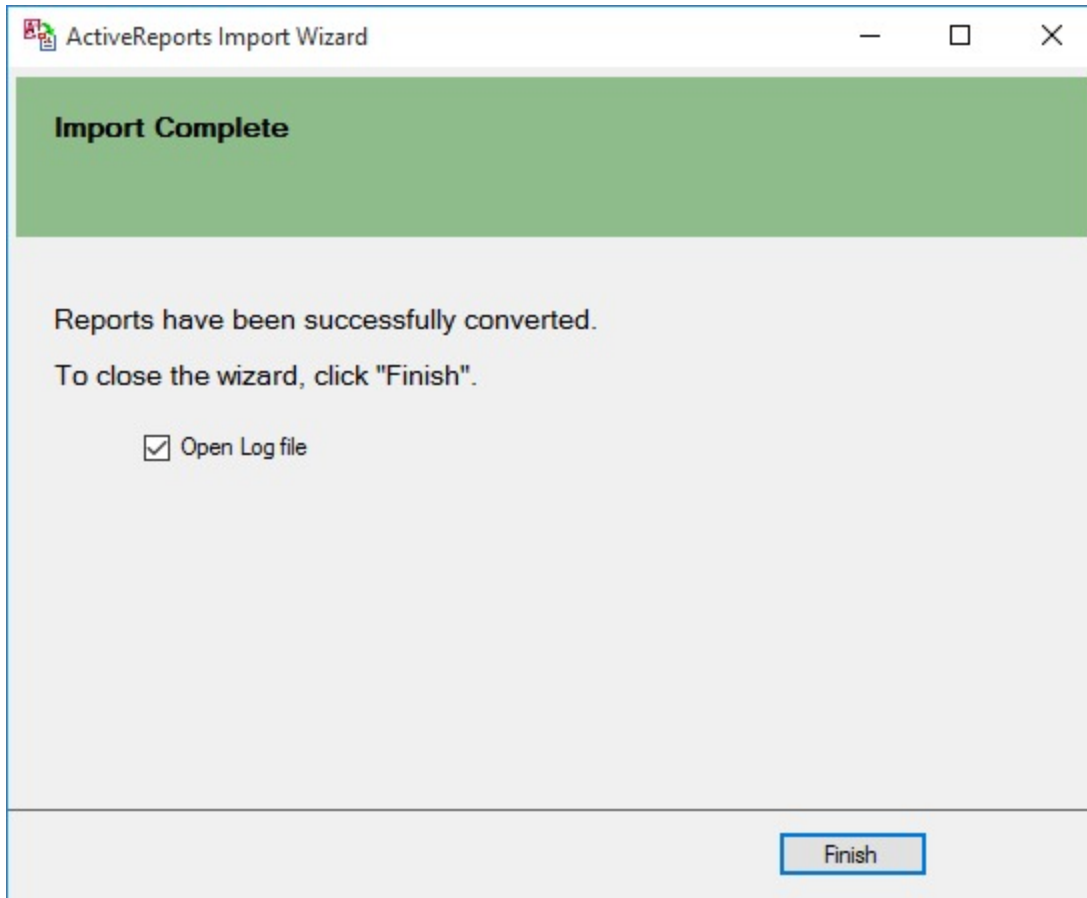 ActiveReports Import Wizard
Import Complete
Reports have been successfully converted.
To close the wizard, click "Finish".
Open Log file
Finish